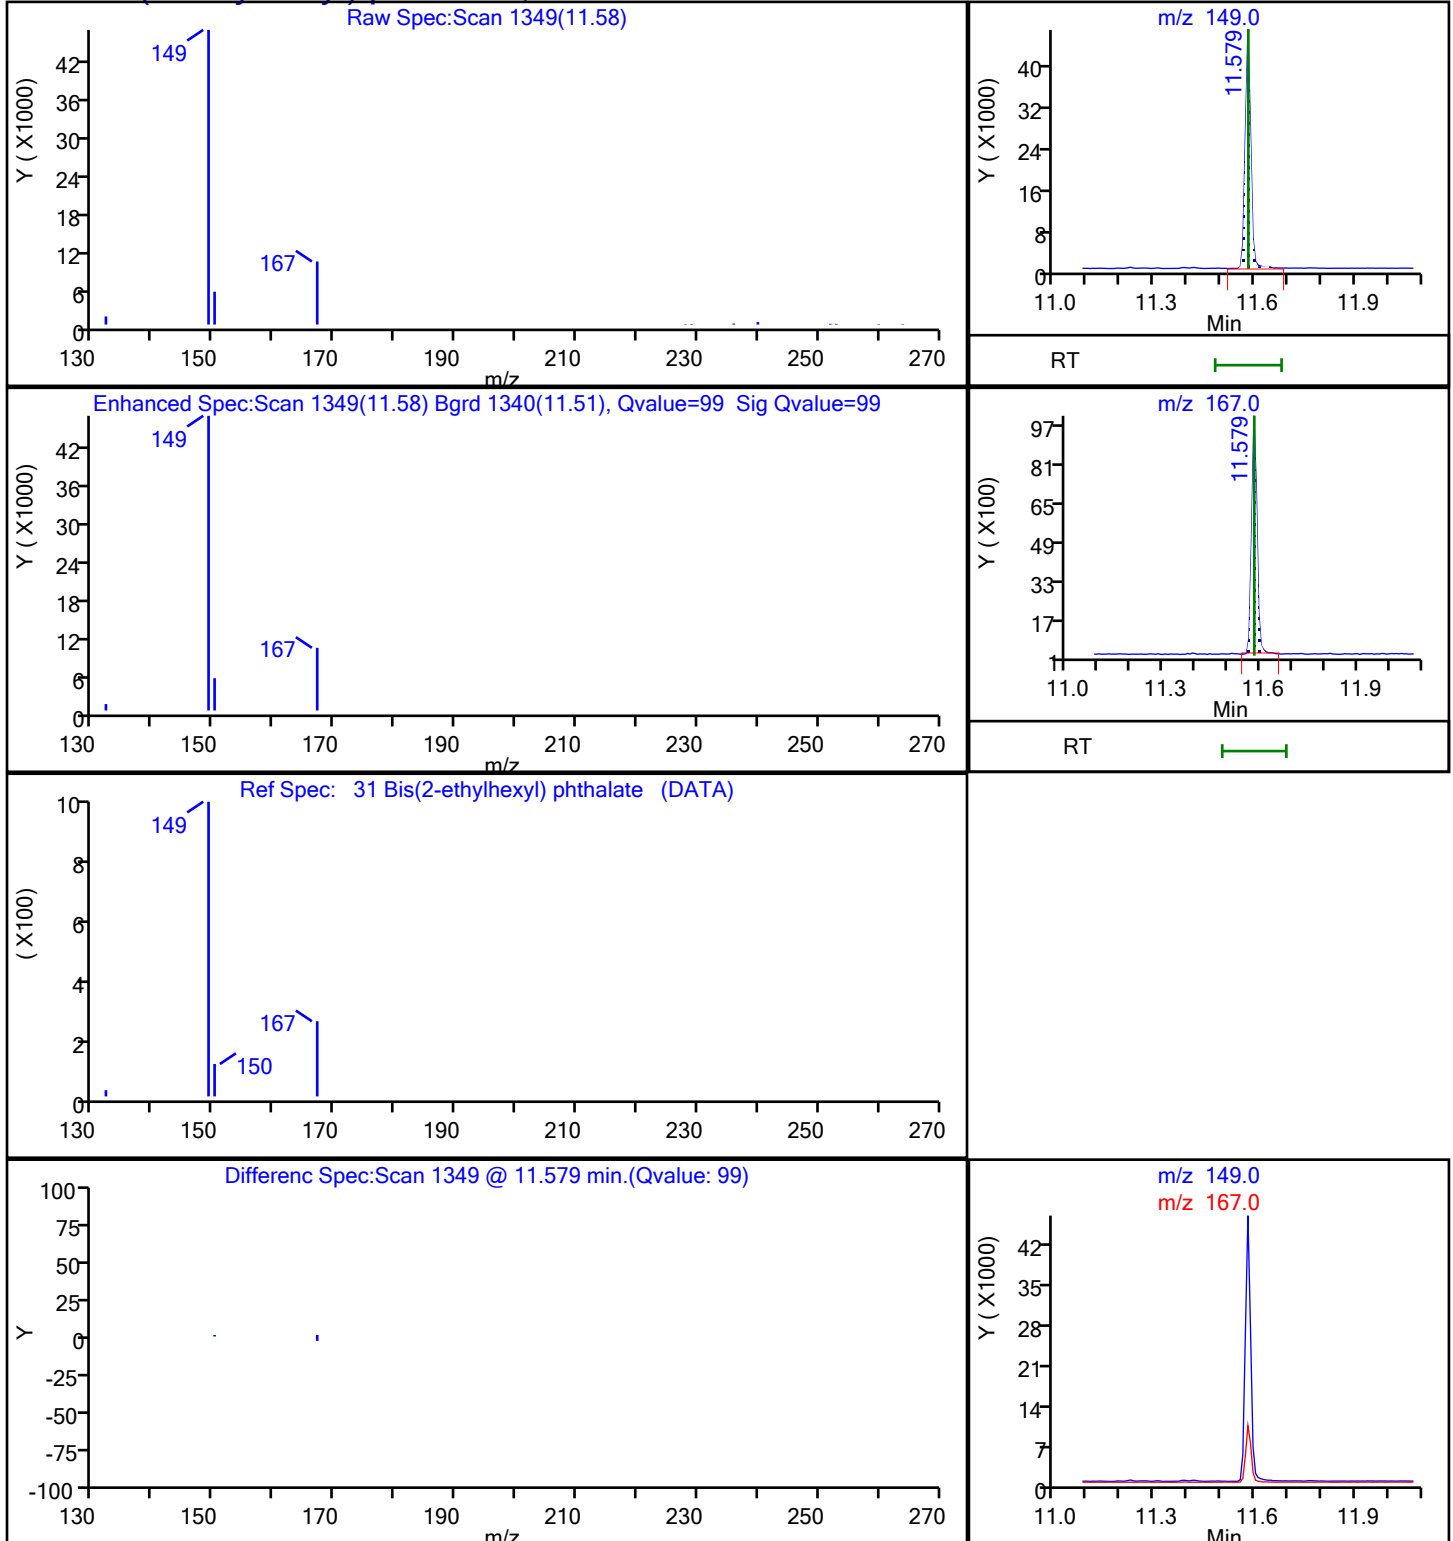 Raw Spec:Scan 1349(11.58)
149
167
Y ( X1000)
42
36
30
24
18
12
6
0
130 150 170 190 210 230 250 270
m/z
m/z 149.0
11.579
Y ( X1000)
40
32
24
16
8
0
11.0 11.3 11.6 11.9
Min
RT
Enhanced Spec:Scan 1349(11.58) Bgrd 1340(11.51), Qvalue=99 Sig Qvalue=99
149
167
Y ( X1000)
42
36
30
24
18
12
6
0
130 150 170 190 210 230 250 270
m/z
m/z 167.0
11.579
Y ( X100)
97
81
65
49
33
17
1
11.0 11.3 11.6 11.9
Min
RT
Ref Spec: 31 Bis(2-ethylhexyl) phthalate (DATA)
149
167
150
( X100)
10
8
6
4
2
0
130 150 170 190 210 230 250 270
Differenc Spec:Scan 1349 @ 11.579 min.(Qvalue: 99)
Y
100
75
50
25
0
-25
-50
-75
-100
130 150 170 190 210 230 250 270
m/z
m/z 149.0
m/z 167.0
Y ( X1000)
42
35
28
21
14
7
0
11.0 11.3 11.6 11.9
Min